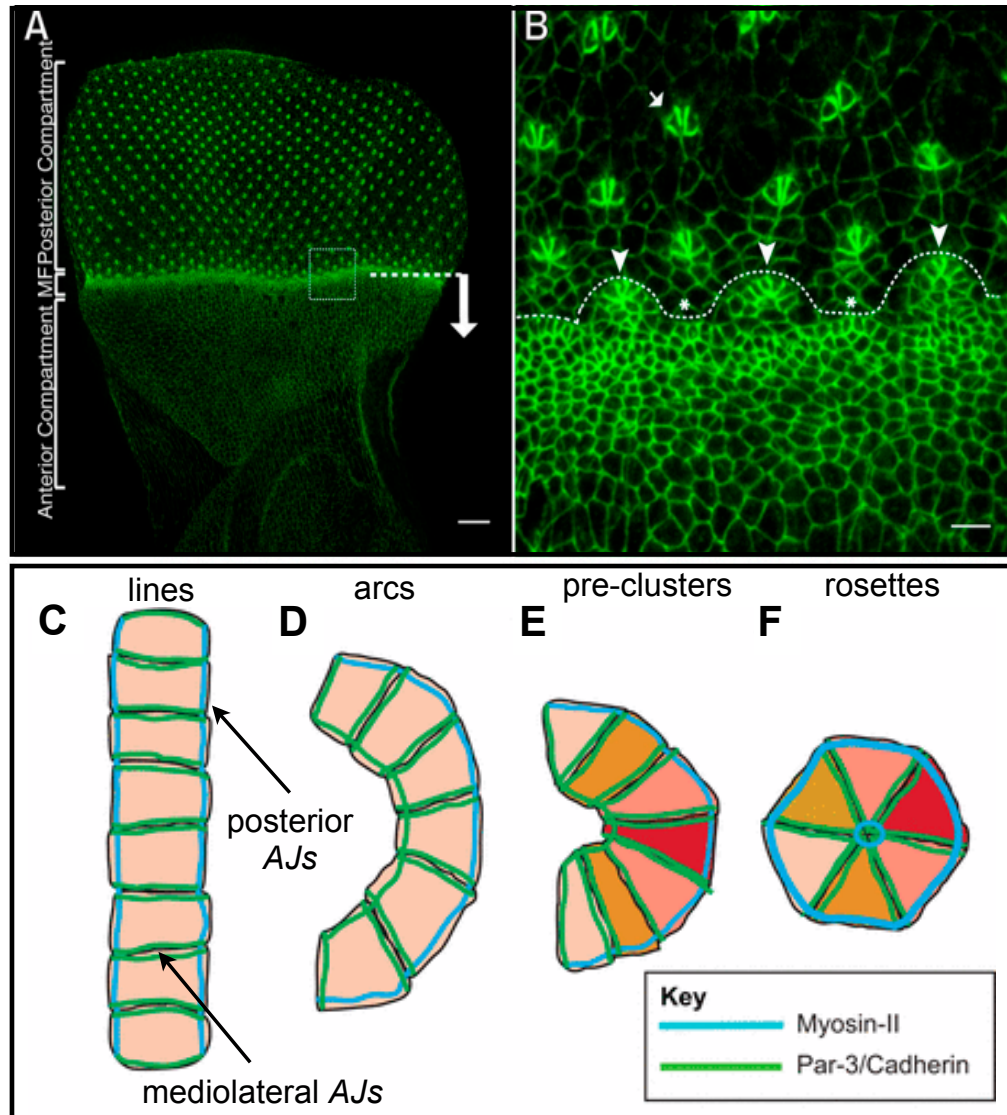 A
B
Posterior Compartment
MF
Anterior Compartment
*
*
lines
arcs
pre-clusters
rosettes
C
D
E
F
posterior
AJs
mediolateral AJs
Key
Myosin-II
Par-3/Cadherin